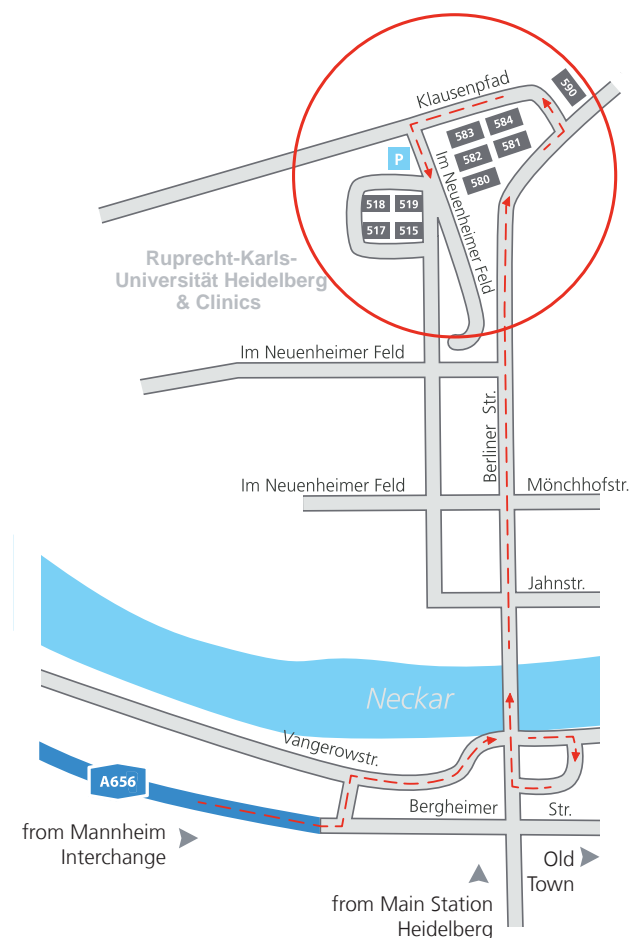 Klausenpfad
590
583
584
582
581
580
P
Im Neuenheimer Feld
518
519
517
515
Ruprecht-Karls-
Universität Heidelberg
& Clinics
Im Neuenheimer Feld
Berliner Str.
Im Neuenheimer Feld
Mönchhofstr.
Jahnstr.
Neckar
Vangerowstr.
A656
Bergheimer Str.
from Mannheim
Interchange
Old
Town
from Main Station
Heidelberg